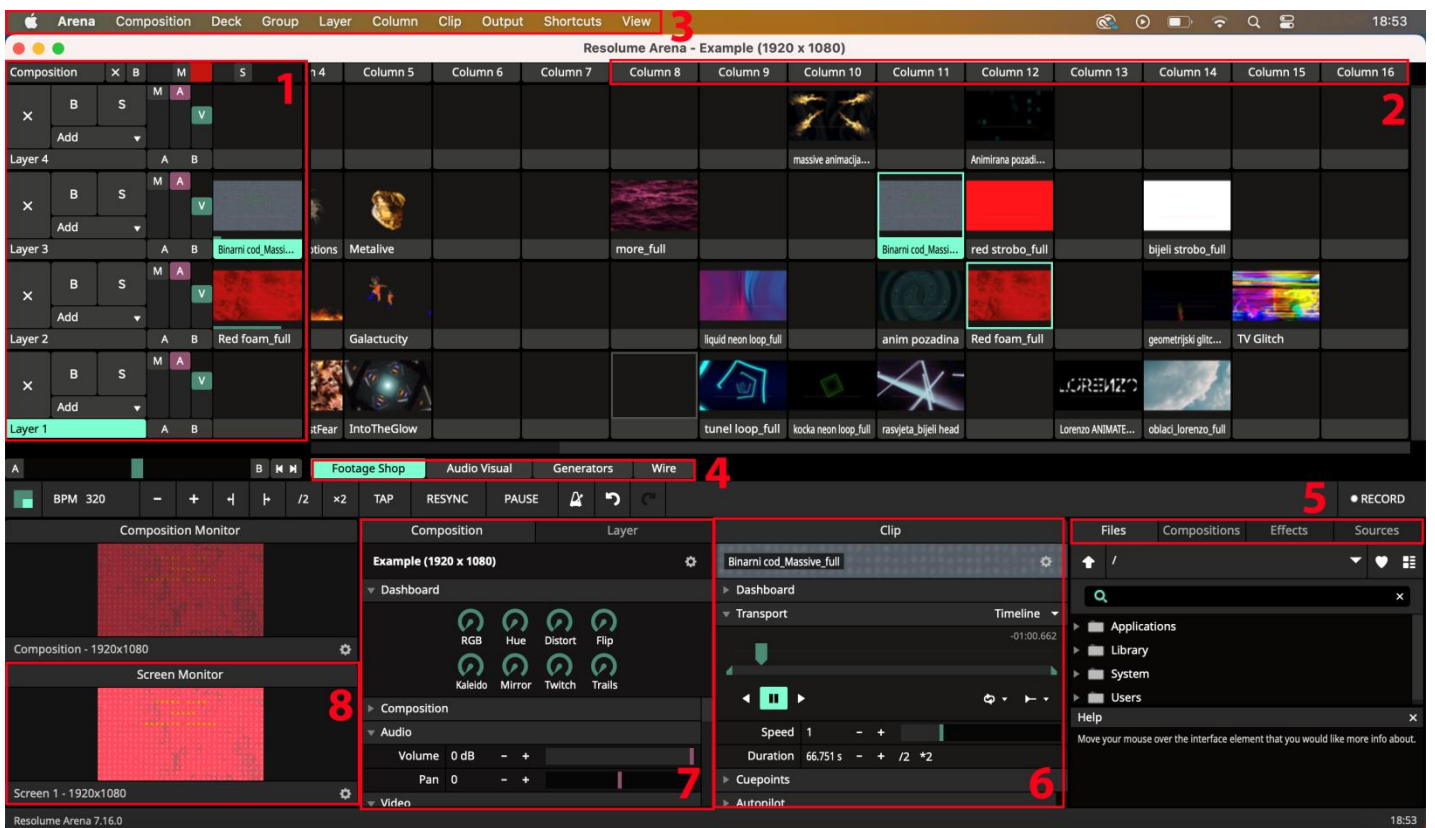 Arena Composition Deck Group Layer Column Clip Output Shortcuts View 18:53
3
Resolume Arena - Example (1920 x 1080)
Composition X B M S n 4 Column 5 Column 6 Column 7 Column 8 Column 9 Column 10 Column 11 Column 12 Column 13 Column 14 Column 15 Column 16
1
2
B S M A V
Add
Layer 4 A B massive animacija... Animirana pozadi...
B S M A V
Add
Layer 3 A B Binarni cod_Massi... otions Metalive more_full Binarni cod_Massi... red strobo_full bijeli strobo_full
B S M A V
Add
Layer 2 A B Red foam_full Galactucity liquid neon loop_full anim pozadina Red foam_full geometrijski glitc... TV Glitch
B S M A V
LORENZO
Add
Layer 1 A B stFear IntoTheGlow tunel loop_full kocka neon loop_full rasvjeta_bijeli head Lorenzo ANIMATE... oblaci_lorenzo_full
A B Footage Shop Audio Visual Generators Wire 4
BPM 320 - + /2 ×2 TAP RESYNC PAUSE 5 RECORD
Composition Monitor
Composition - 1920x1080
Screen Monitor
8
Screen 1 - 1920x1080
Composition Layer
Example (1920 x 1080)
Dashboard
RGB Hue Distort Flip
Kaleido Mirror Twitch Trails
Composition
Audio
Volume 0 dB - +
Pan 0 - +
7
Video
Clip
Binarni cod_Massive_full
Dashboard
Transport Timeline
-01:00.662
Speed 1 - +
Duration 66.751 s - + /2 *2
Cuepoints
6
Autopilot
Files Compositions Effects Sources
/
Applications
Library
System
Users
Help ×
Move your mouse over the interface element that you would like more info about.
Resolume Arena 7.16.0 18:53